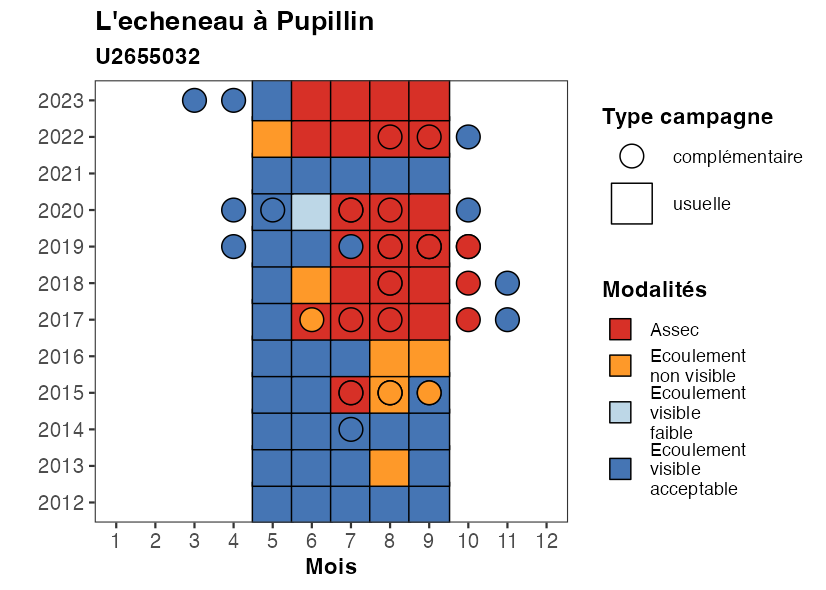 L'echeneau à Pupillin
U2655032
2023
2022
2021
2020
2019
2018
2017
2016
2015
2014
2013
2012
1 2 3 4 5 6 7 8 9 10 11 12
Mois
Type campagne
complémentaire
usuelle
Modalités
Assec
Ecoulement
non visible
Ecoulement
visible
faible
Ecoulement
visible
acceptable